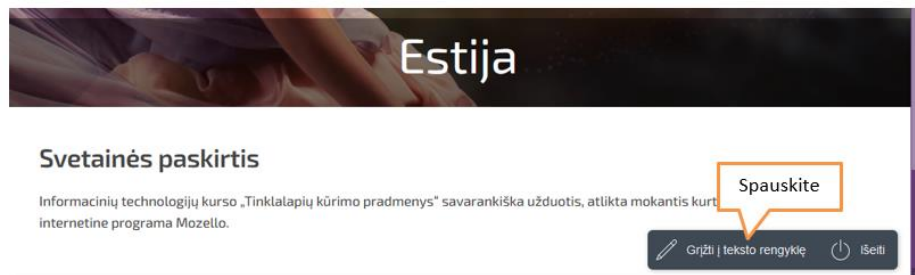 Estija
Svetainės paskirtis
Informacinių technologijų kurso „Tinklalapių kūrimo pradmenys" savarankiška užduotis, atlikta mokantis kurt
internetine programa Mozello.
Spauskite
Grįžti į teksto rengyklę Išeiti